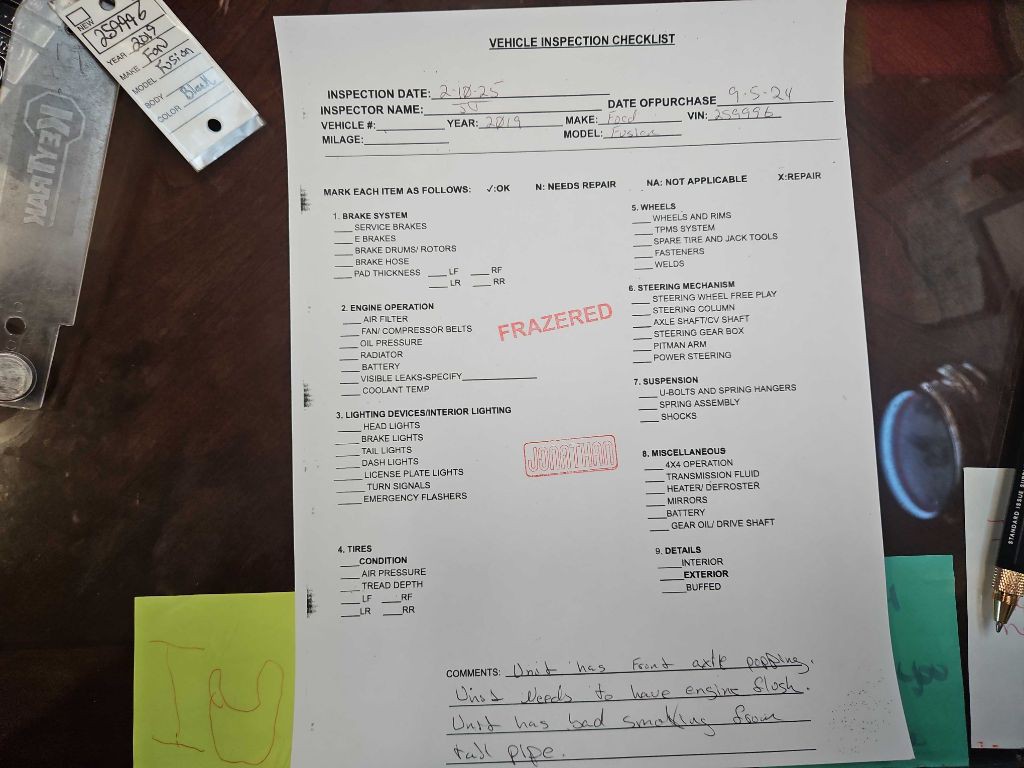 NEW
259996
YEAR 2019
MAKE Ford
MODEL Fusion
BODY
COLOR Black
VEHICLE INSPECTION CHECKLIST
INSPECTION DATE: 2-10-25
INSPECTOR NAME:
DATE OFPURCHASE 9-5-24
VEHICLE #: YEAR: 2019 MAKE: Ford VIN: 259996
MILAGE: MODEL: Fusion
MARK EACH ITEM AS FOLLOWS: ✓:OK N: NEEDS REPAIR NA: NOT APPLICABLE X:REPAIR
1. BRAKE SYSTEM
SERVICE BRAKES
E BRAKES
BRAKE DRUMS/ ROTORS
BRAKE HOSE
PAD THICKNESS LF RF
LR RR
2. ENGINE OPERATION
AIR FILTER
FAN/ COMPRESSOR BELTS
OIL PRESSURE
RADIATOR
BATTERY
VISIBLE LEAKS-SPECIFY
COOLANT TEMP
3. LIGHTING DEVICES/INTERIOR LIGHTING
HEAD LIGHTS
BRAKE LIGHTS
TAIL LIGHTS
DASH LIGHTS
LICENSE PLATE LIGHTS
TURN SIGNALS
EMERGENCY FLASHERS
4. TIRES
CONDITION
AIR PRESSURE
TREAD DEPTH
LF RF
LR RR
5. WHEELS
WHEELS AND RIMS
TPMS SYSTEM
SPARE TIRE AND JACK TOOLS
FASTENERS
WELDS
6. STEERING MECHANISM
STEERING WHEEL FREE PLAY
STEERING COLUMN
AXLE SHAFT/CV SHAFT
STEERING GEAR BOX
PITMAN ARM
POWER STEERING
7. SUSPENSION
U-BOLTS AND SPRING HANGERS
SPRING ASSEMBLY
SHOCKS
8. MISCELLANEOUS
4X4 OPERATION
TRANSMISSION FLUID
HEATER/ DEFROSTER
MIRRORS
BATTERY
GEAR OIL/ DRIVE SHAFT
9. DETAILS
INTERIOR
EXTERIOR
BUFFED
FRAZERED
JONATHAN
COMMENTS: Unit has front axle popping.
Unit Needs to have engine flush.
Unit has bad smoking from
tail pipe.
KEYTRAK
you
STANDARD ISSUE